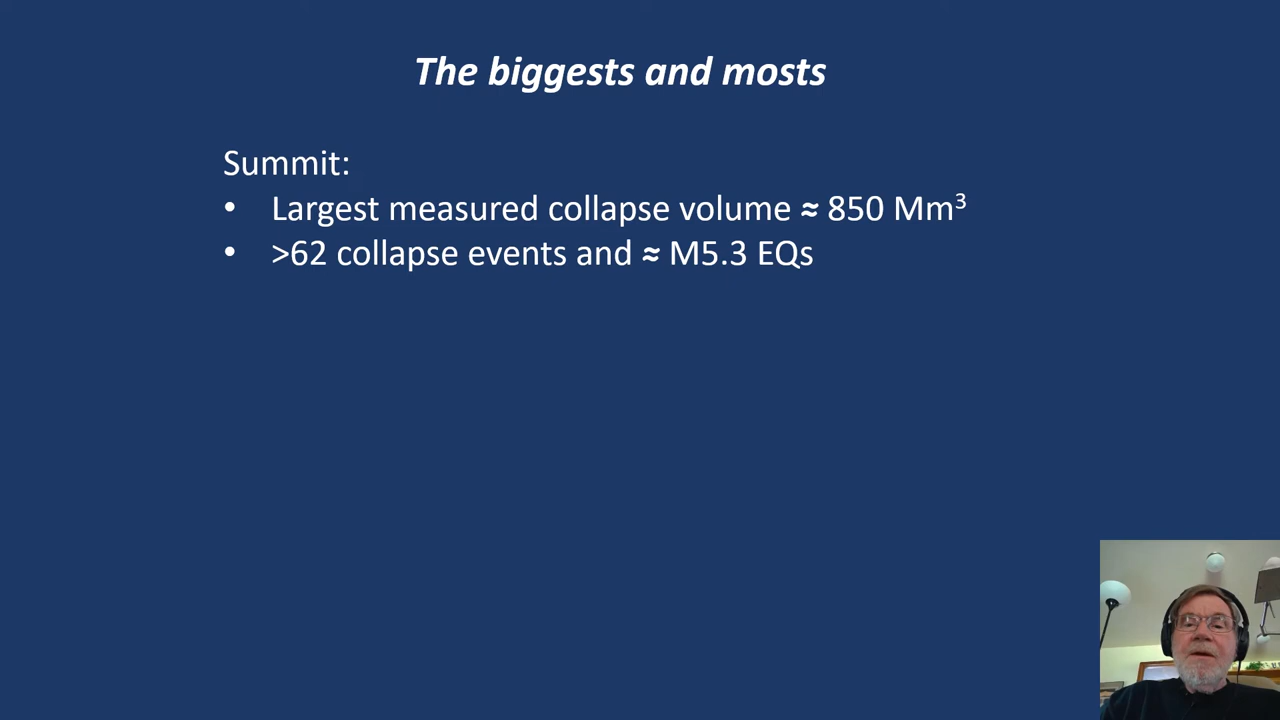 The biggests and mosts
Summit:
• Largest measured collapse volume ≈ 850 Mm³
• >62 collapse events and ≈ M5.3 EQs